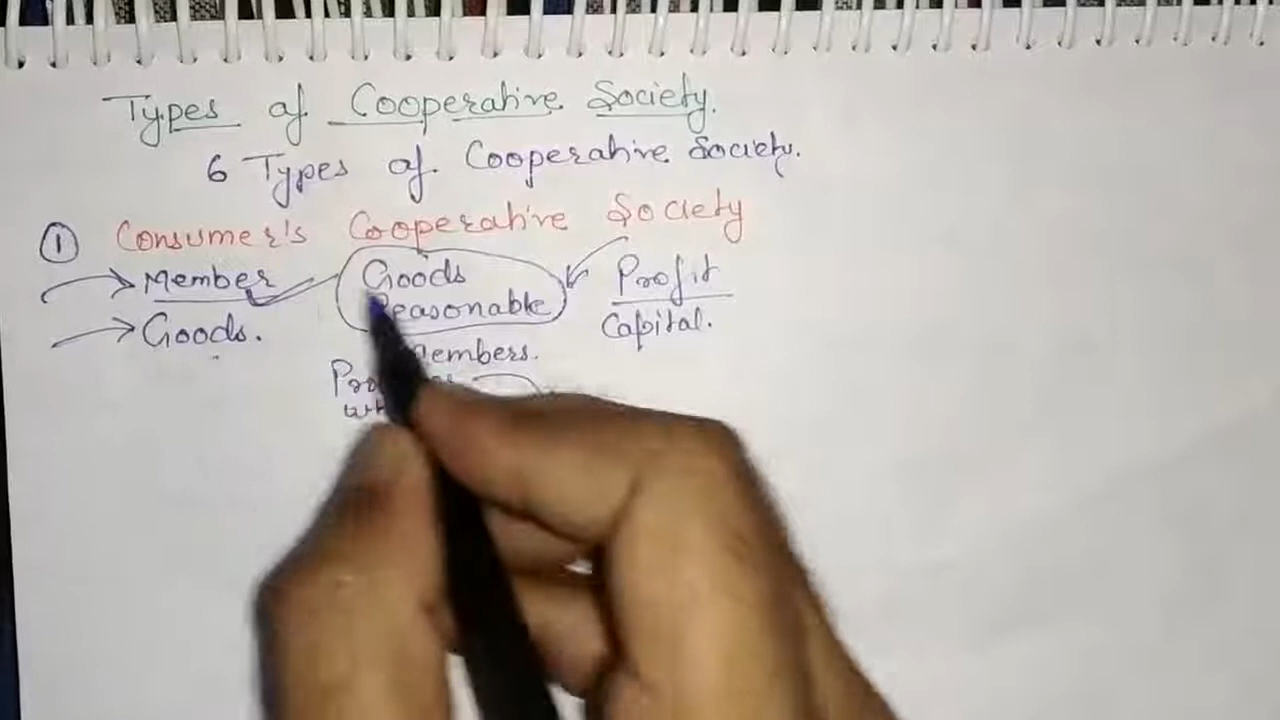 Types of Cooperative Society.
6 Types of Cooperative Society.
① Consumer's Cooperative Society
Member Goods Profit
Reasonable
Goods. Capital.
Members.